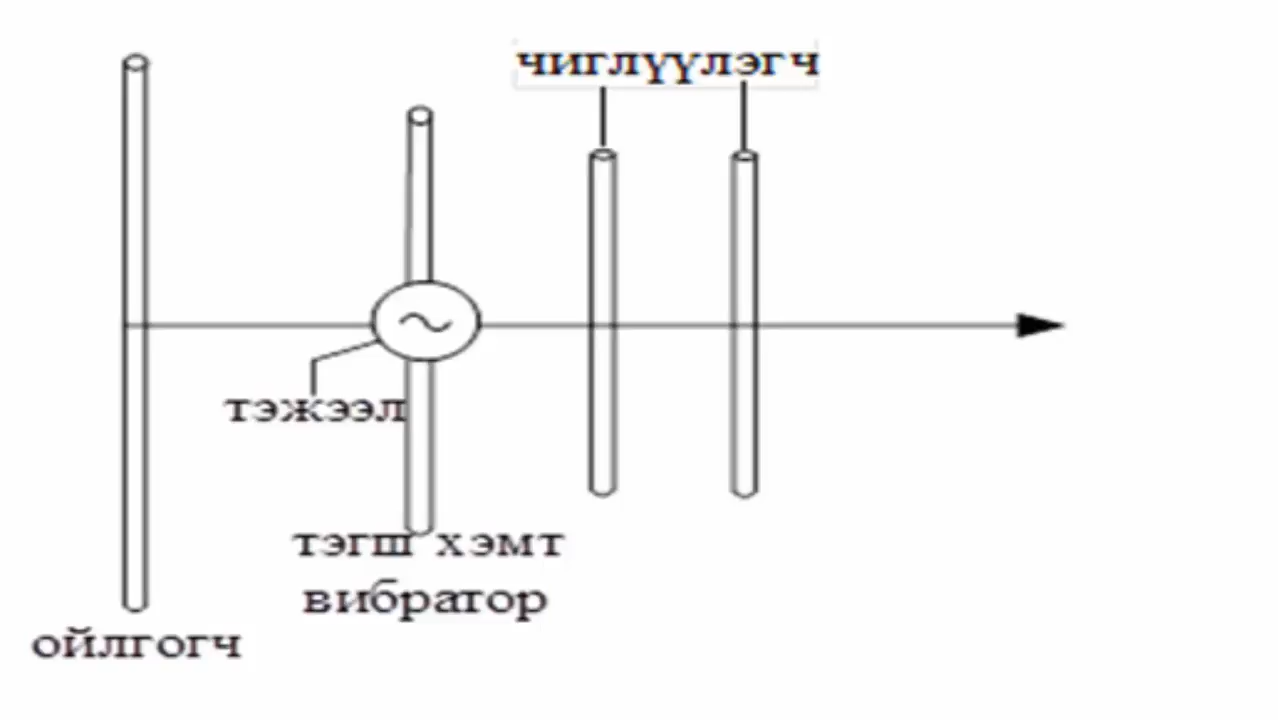 чиглүүлэгч
тэжээл
тэгш хэмт
вибратор
ойлгогч